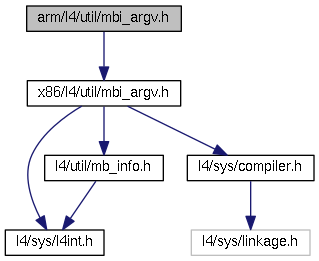 arm/l4/util/mbi_argv.h
x86/l4/util/mbi_argv.h
l4/util/mb_info.h
l4/sys/compiler.h
l4/sys/l4int.h
l4/sys/linkage.h